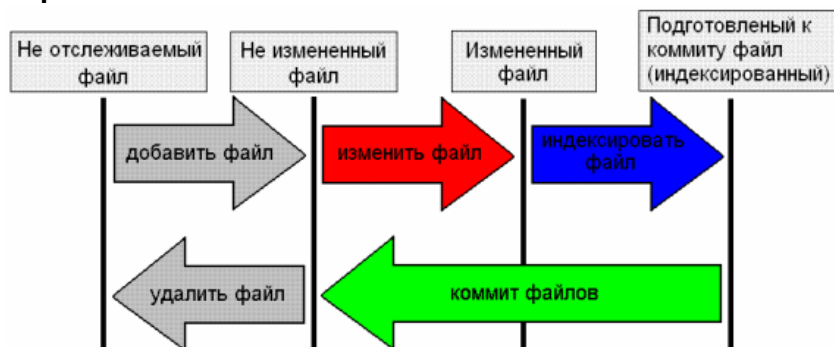 Не отслеживаемый
файл
Не измененный
файл
Измененный
файл
Подготовленый к
коммиту файл
(индексированный)
добавить файл
изменить файл
индексировать
файл
удалить файл
коммит файлов